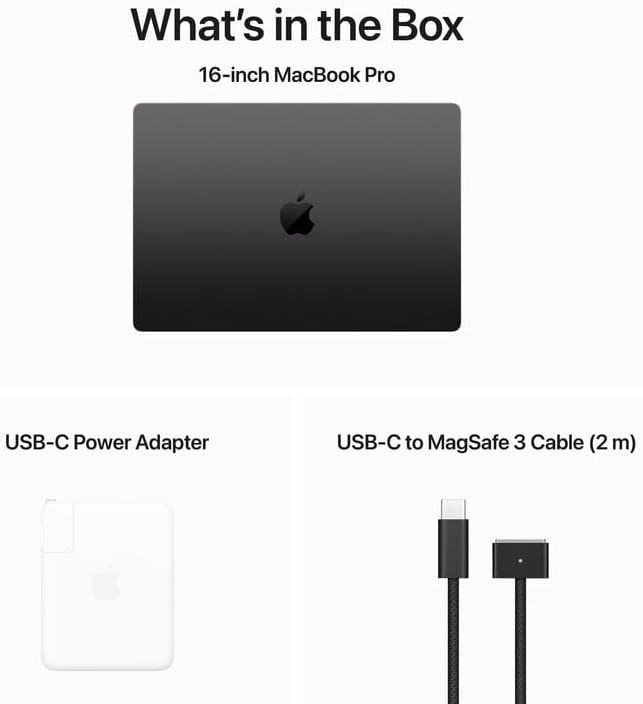 What’s in the Box
16-inch MacBook Pro
USB-C Power Adapter
USB-C to MagSafe 3 Cable (2 m)